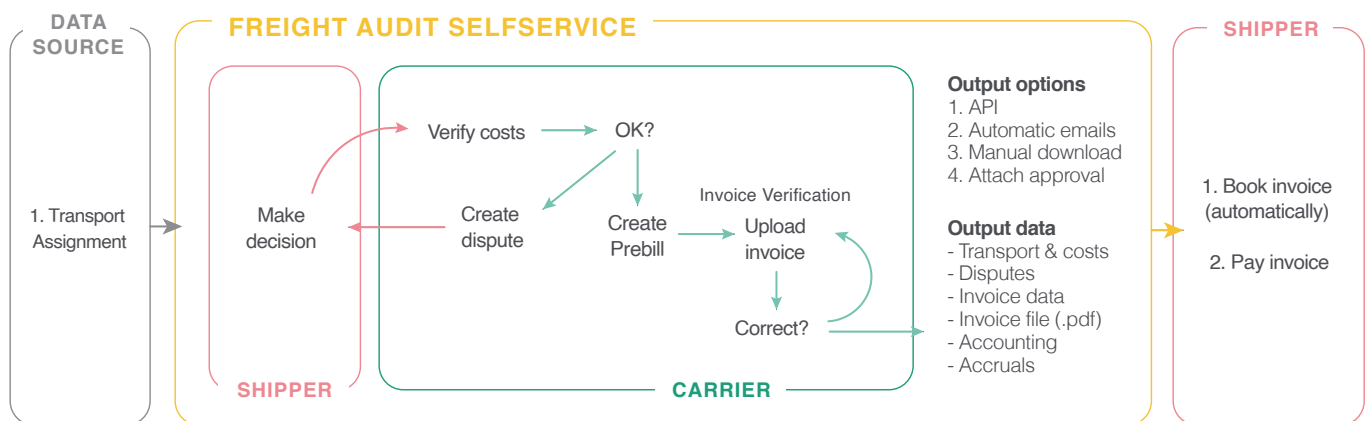 DATA
SOURCE
1. Transport
Assignment
FREIGHT AUDIT SELFSERVICE
Make
decision
SHIPPER
Verify costs
OK?
Create
dispute
Create
Prebill
Invoice Verification
Upload
invoice
Correct?
CARRIER
Output options
1. API
2. Automatic emails
3. Manual download
4. Attach approval
Output data
- Transport & costs
- Disputes
- Invoice data
- Invoice file (.pdf)
- Accounting
- Accruals
SHIPPER
1. Book invoice
(automatically)
2. Pay invoice